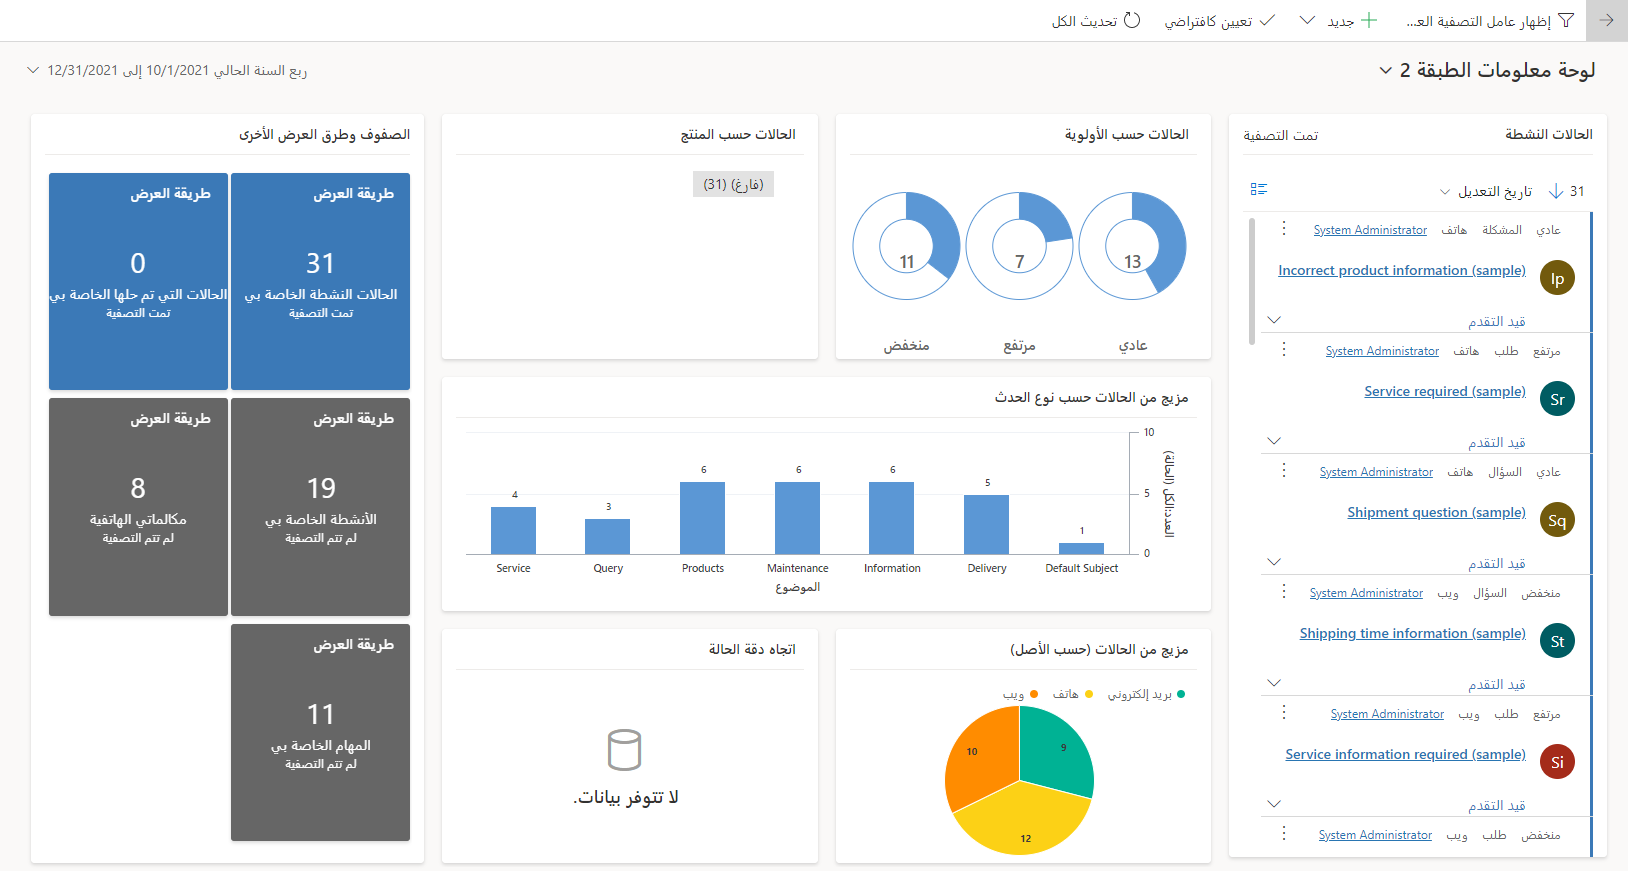 إظهار عامل التصفية العـ...
جديد
تعيين كافتراضي
تحديث الكل
لوحة معلومات الطبقة 2
ربع السنة الحالي 10/1/2021 إلى 12/31/2021
الحالات النشطة
تمت التصفية
31
تاريخ التعديل
عادي المشكلة هاتف System Administrator
Ip
Incorrect product information (sample)
قيد التقدم
مرتفع طلب هاتف System Administrator
Sr
Service required (sample)
قيد التقدم
عادي السؤال هاتف System Administrator
Sq
Shipment question (sample)
قيد التقدم
منخفض السؤال ويب System Administrator
St
Shipping time information (sample)
قيد التقدم
مرتفع طلب ويب System Administrator
Si
Service information required (sample)
قيد التقدم
منخفض طلب ويب System Administrator
الحالات حسب الأولوية
13
7
11
عادي
مرتفع
منخفض
الحالات حسب المنتج
(فارغ) (31)
مزيج من الحالات حسب نوع الحدث
10
5
0
العدد:الكل (الحالة)
4
3
6
6
6
5
1
Service
Query
Products
Maintenance
Information
Delivery
Default Subject
الموضوع
مزيج من الحالات (حسب الأصل)
بريد إلكتروني
هاتف
ويب
9
10
12
اتجاه دقة الحالة
لا تتوفر بيانات.
الصفوف وطرق العرض الأخرى
طريقة العرض
31
الحالات النشطة الخاصة بي
تمت التصفية
طريقة العرض
0
الحالات التي تم حلها الخاصة بي
تمت التصفية
طريقة العرض
19
الأنشطة الخاصة بي
لم تتم التصفية
طريقة العرض
8
مكالماتي الهاتفية
لم تتم التصفية
طريقة العرض
11
المهام الخاصة بي
لم تتم التصفية